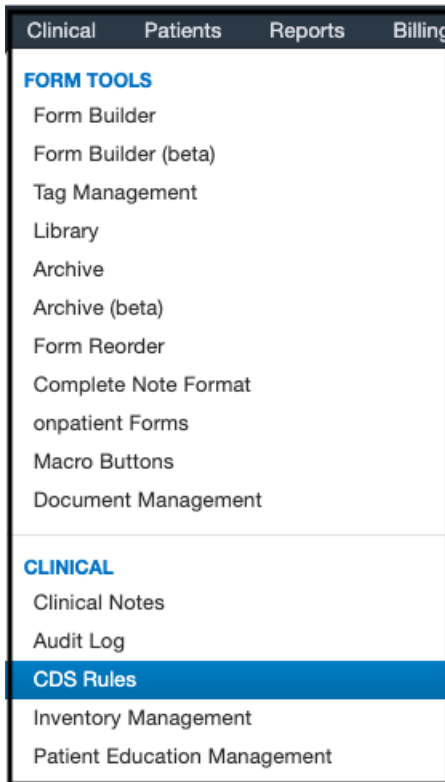 Clinical Patients Reports Billing
FORM TOOLS
Form Builder
Form Builder (beta)
Tag Management
Library
Archive
Archive (beta)
Form Reorder
Complete Note Format
onpatient Forms
Macro Buttons
Document Management
CLINICAL
Clinical Notes
Audit Log
CDS Rules
Inventory Management
Patient Education Management